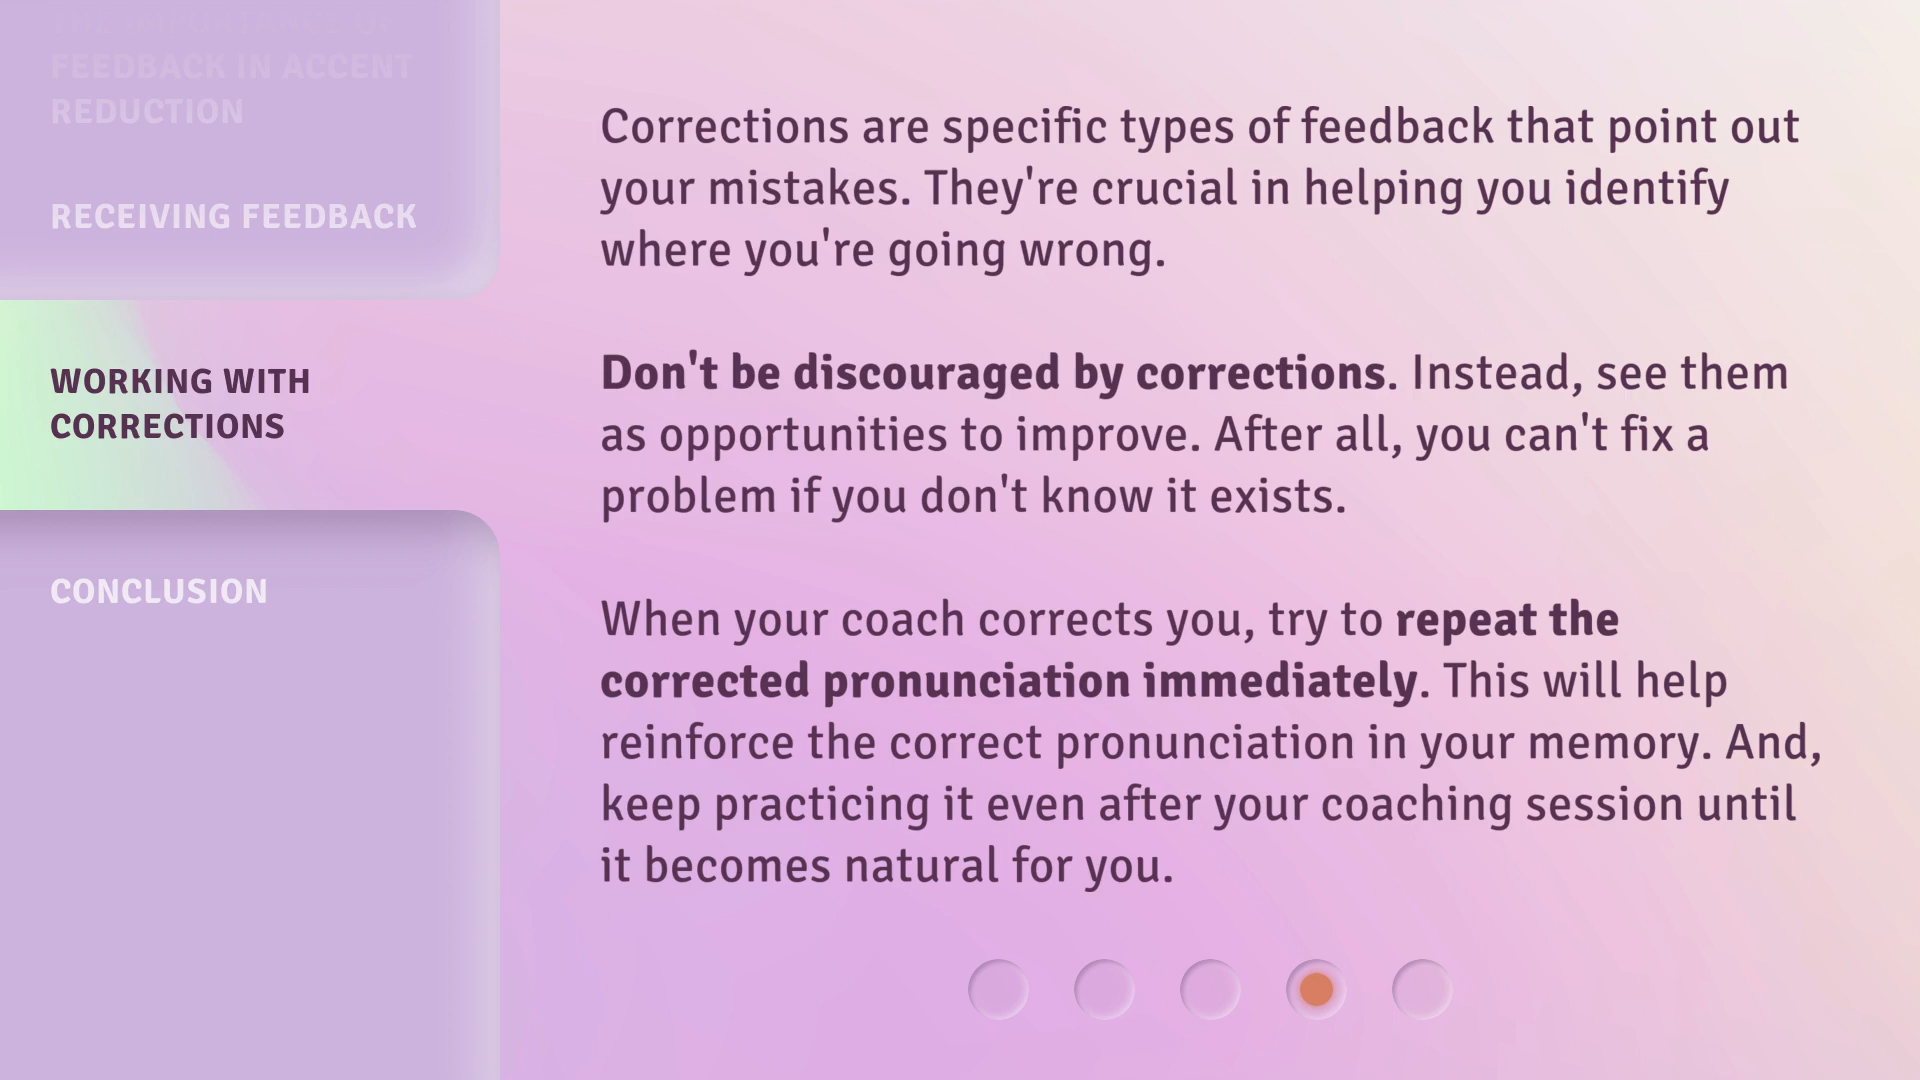 THE IMPORTANCE OF
FEEDBACK IN ACCENT
REDUCTION
RECEIVING FEEDBACK
WORKING WITH
CORRECTIONS
CONCLUSION
Corrections are specific types of feedback that point out
your mistakes. They're crucial in helping you identify
where you're going wrong.
Don't be discouraged by corrections. Instead, see them
as opportunities to improve. After all, you can't fix a
problem if you don't know it exists.
When your coach corrects you, try to repeat the
corrected pronunciation immediately. This will help
reinforce the correct pronunciation in your memory. And,
keep practicing it even after your coaching session until
it becomes natural for you.